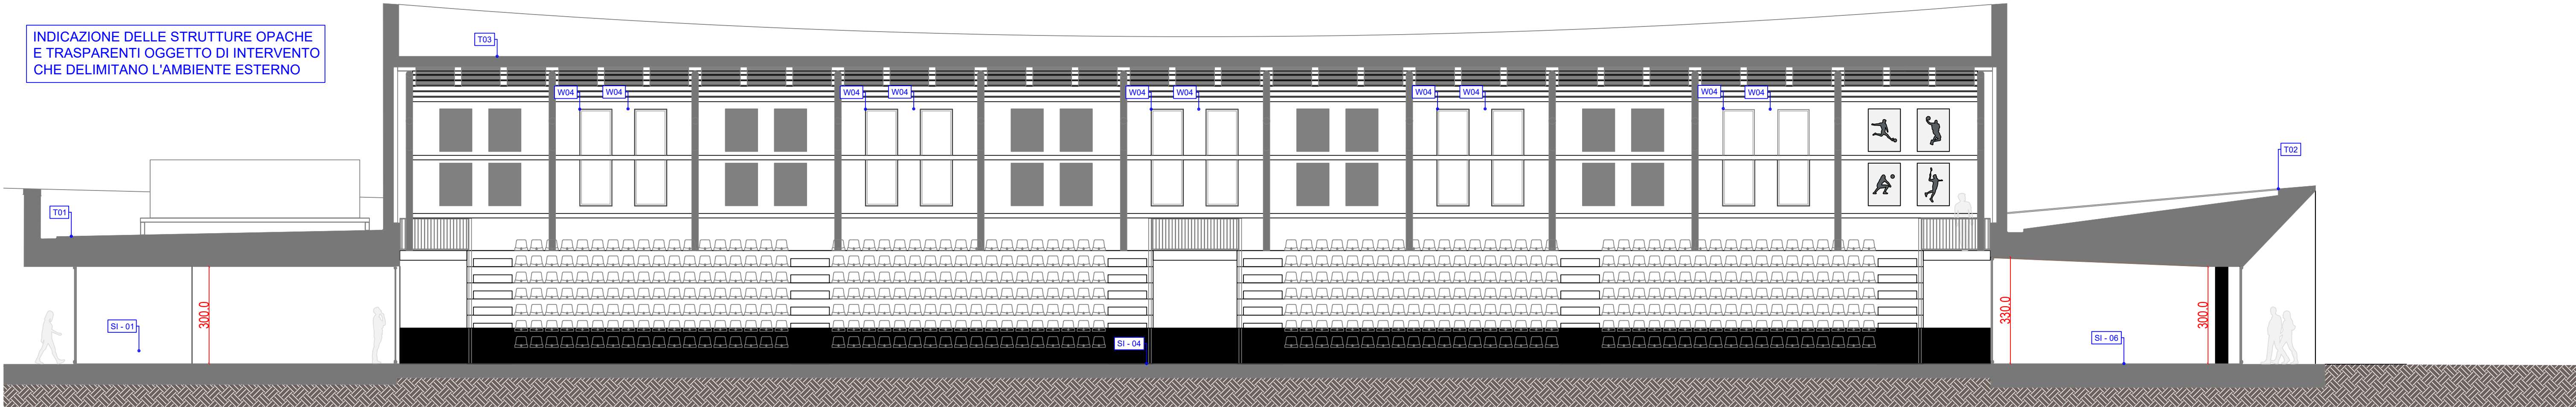 INDICAZIONE DELLE STRUTTURE OPACHE
E TRASPARENTI OGGETTO DI INTERVENTO
CHE DELIMITANO L'AMBIENTE ESTERNO
T03
W04
W04
W04
W04
W04
W04
W04
W04
W04
W04
T02
T01
300.0
330.0
300.0
SI - 01
SI - 04
SI - 06